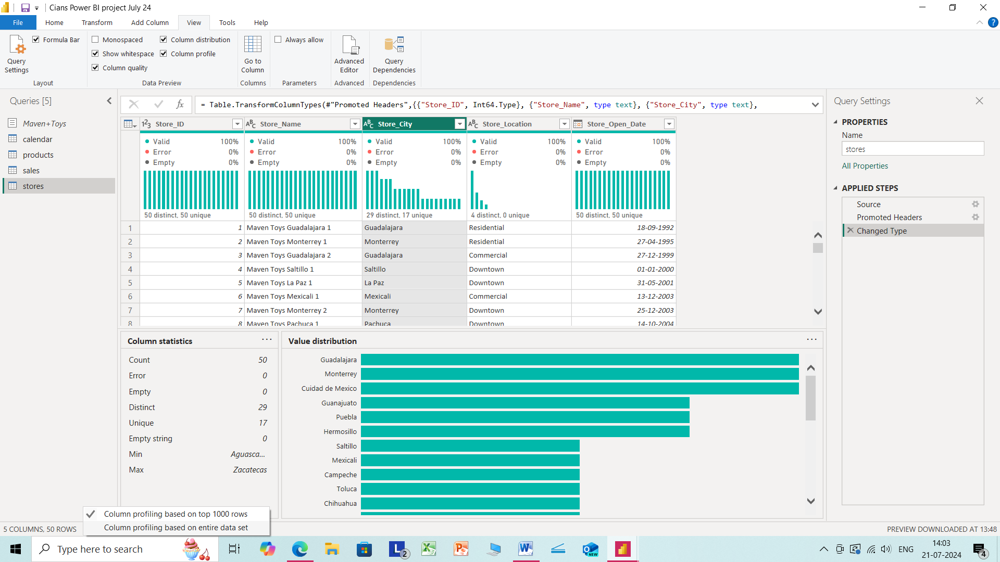 Cians Power BI project July 24
File Home Transform Add Column View Tools Help
Query Settings
Formula Bar
Layout
Monospaced
Show whitespace
Column quality
Column distribution
Column profile
Data Preview
Go to Column
Columns
Always allow
Parameters
Advanced Editor
Advanced
Query Dependencies
Dependencies
Queries [5]
Maven+Toys
calendar
products
sales
stores
fx = Table.TransformColumnTypes(#"Promoted Headers",{{"Store_ID", Int64.Type}, {"Store_Name", type text}, {"Store_City", type text},
123 Store_ID ABC Store_Name ABC Store_City ABC Store_Location Store_Open_Date
Valid 100% Valid 100% Valid 100% Valid 100% Valid 100%
Error 0% Error 0% Error 0% Error 0% Error 0%
Empty 0% Empty 0% Empty 0% Empty 0% Empty 0%
50 distinct, 50 unique 50 distinct, 50 unique 29 distinct, 17 unique 4 distinct, 0 unique 50 distinct, 50 unique
1 1 Maven Toys Guadalajara 1 Guadalajara Residential 18-09-1992
2 2 Maven Toys Monterrey 1 Monterrey Residential 27-04-1995
3 3 Maven Toys Guadalajara 2 Guadalajara Commercial 27-12-1999
4 4 Maven Toys Saltillo 1 Saltillo Downtown 01-01-2000
5 5 Maven Toys La Paz 1 La Paz Downtown 31-05-2001
6 6 Maven Toys Mexicali 1 Mexicali Commercial 13-12-2003
7 7 Maven Toys Monterrey 2 Monterrey Downtown 25-12-2003
8 8 Maven Toys Pachuca 1 Pachuca Downtown 14-10-2004
Column statistics
Count 50
Error 0
Empty 0
Distinct 29
Unique 17
Empty string 0
Min Aguasca...
Max Zacatecas
Value distribution
Guadalajara
Monterrey
Cuidad de Mexico
Guanajuato
Puebla
Hermosillo
Saltillo
Mexicali
Campeche
Toluca
Chihuahua
Query Settings
PROPERTIES
Name
stores
All Properties
APPLIED STEPS
Source
Promoted Headers
Changed Type
Column profiling based on top 1000 rows
Column profiling based on entire data set
5 COLUMNS, 50 ROWS
PREVIEW DOWNLOADED AT 13:48
Type here to search
L 2
NEW
ENG
14:03
21-07-2024
4